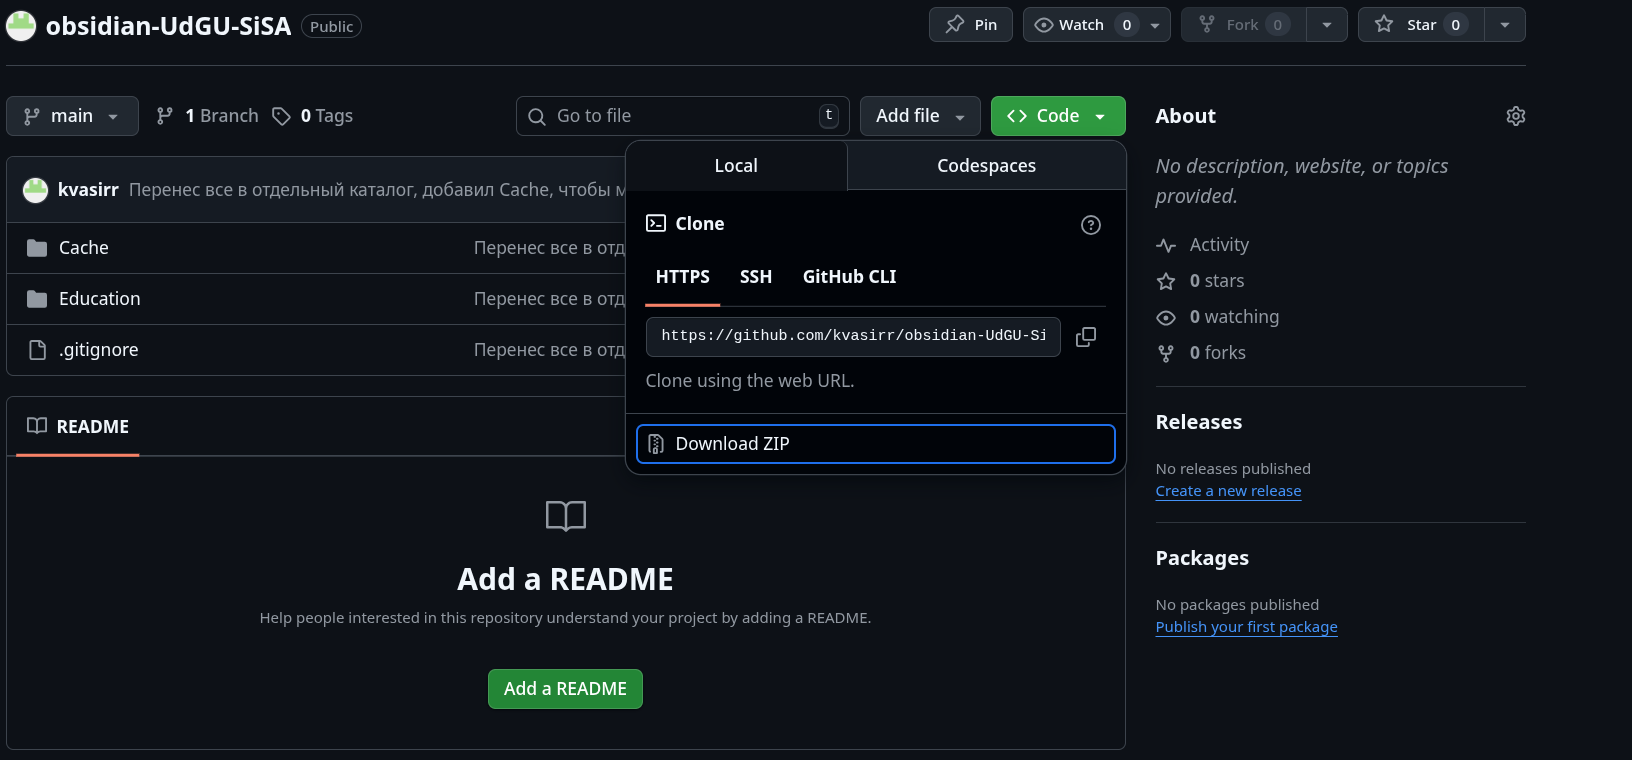 obsidian-UdGU-SiSA Public
Pin
Watch 0
Fork 0
Star 0
main
1 Branch
0 Tags
Go to file
t
Add file
Code
kvasirr Перенес все в отдельный каталог, добавил Cache, чтобы
Cache Перенес все в
Education Перенес все в
.gitignore Перенес все в
Local
Codespaces
Clone
HTTPS SSH GitHub CLI
https://github.com/kvasirr/obsidian-UdGU-Si
Clone using the web URL.
Download ZIP
README
Add a README
Help people interested in this repository understand your project by adding a README.
Add a README
About
No description, website, or topics
provided.
Activity
0 stars
0 watching
0 forks
Releases
No releases published
Create a new release
Packages
No packages published
Publish your first package